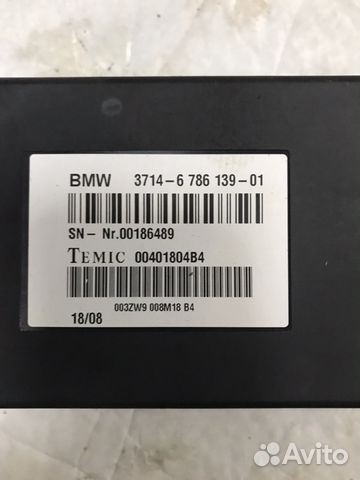 BMW 3714-6 786 139-01
SN- Nr.00186489
TEMIC 00401804B4
003ZW9 008M18 B4
18/08
Avito